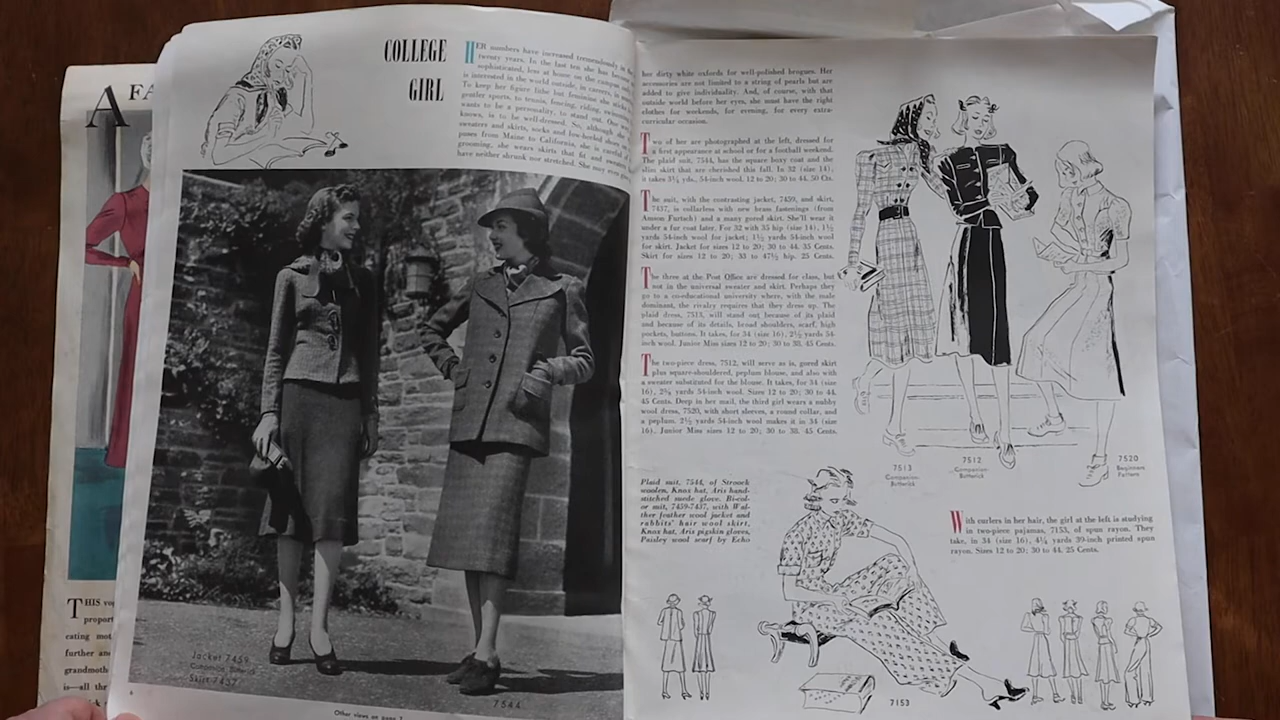 A FA
THIS
propor
eating mot
further an
grandmoth
is—all thr
COLLEGE
GIRL
HER numbers have increased tremendously in
twenty years. In the last ten she has become
sophisticated, less at home on the campus
is interested in the world outside, in careers, in
To keep her figure lithe but feminine she
gentler sports, to tennis, fencing, riding, swimming
wants to be a personality, to stand out. One
knows, is to be well-dressed. So, although she
sweaters and skirts, socks and low-heeled shoes
poses from Maine to California, she is careful
grooming, she wears skirts that fit and sweaters
have neither shrunk nor stretched. She may even
Jacket 7459
Companion-Butterick
Skirt 7437
7544
Other views on page
her dirty white oxfords for well-polished brogues. Her
accessories are not limited to a string of pearls but are
added to give individuality. And, of course, with that
outside world before her eyes, she must have the right
clothes for weekends, for evening, for every extra-
curricular occasion.
Two of her are photographed at the left, dressed for
a first appearance at school or for a football weekend.
The plaid suit, 7544, has the square boxy coat and the
slim skirt that are cherished this fall. In 32 (size 14),
it takes 3¼ yds., 54-inch wool. 12 to 20; 30 to 44. 50 Cts.
The suit, with the contrasting jacket, 7459, and skirt,
7437, is collarless with new brass fastenings (from
Anson Furtsch) and a many gored skirt. She'll wear it
under a fur coat later. For 32 with 35 hip (size 14), 1½
yards 54-inch wool for jacket; 1½ yards 54-inch wool
for skirt. Jacket for sizes 12 to 20; 30 to 44. 35 Cents.
Skirt for sizes 12 to 20; 33 to 47½ hip. 25 Cents.
The three at the Post Office are dressed for class, but
not in the universal sweater and skirt. Perhaps they
go to a co-educational university where, with the male
dominant, the rivalry requires that they dress up. The
plaid dress, 7513, will stand out because of its plaid
and because of its details, broad shoulders, scarf, high
pockets, buttons. It takes, for 34 (size 16), 2½ yards 54-
inch wool. Junior Miss sizes 12 to 20; 30 to 38. 45 Cents.
The two-piece dress, 7512, will serve as is, gored skirt
plus square-shouldered, peplum blouse, and also with
a sweater substituted for the blouse. It takes, for 34 (size
16), yards 54-inch wool. Sizes 12 to 20; 30 to 44.
45 Cents. Deep in her mail, the third girl wears a nubby
wool dress, 7520, with short sleeves, a round collar, and
a peplum. 2½ yards 54-inch wool makes it in 34 (size
16). Junior Miss sizes 12 to 20; 30 to 38. 45 Cents.
7513
Companion-
Butterick
7512
Companion-
Butterick
7520
Beginners
Pattern
Plaid suit, 7544, of Stroock
woolen, Knox hat, Aris hand-
stitched suede glove. Bi-col-
or suit, 7459-7437, with Wal-
ther feather wool jacket and
rabbits' hair wool skirt,
Knox hat, Aris pigskin gloves,
Paisley wool scarf by Echo
With curlers in her hair, the girl at the left is studying
in two-piece pajamas, 7153, of spun rayon. They
take, in 34 (size 16), 4¼ yards 39-inch printed spun
rayon. Sizes 12 to 20; 30 to 44. 25 Cents.
7153